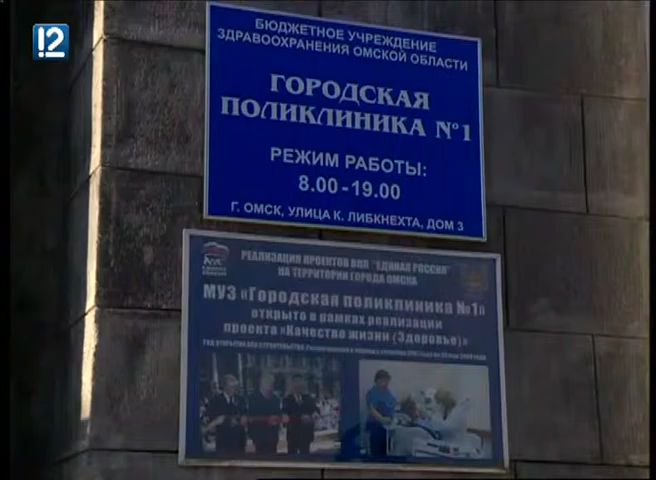 12
БЮДЖЕТНОЕ УЧРЕЖДЕНИЕ
ЗДРАВООХРАНЕНИЯ ОМСКОЙ ОБЛАСТИ
ГОРОДСКАЯ
ПОЛИКЛИНИКА №1
РЕЖИМ РАБОТЫ:
8.00-19.00
Г. ОМСК, УЛИЦА К. ЛИБКНЕХТА, ДОМ 3
РЕАЛИЗАЦИЯ ПРОЕКТОВ ВПП "ЕДИНАЯ РОССИЯ"
НА ТЕРРИТОРИИ ГОРОДА ОМСКА
МУЗ «Городская поликлиника №1»
открыто в рамках реализации
проекта «Качество жизни (Здоровье)»